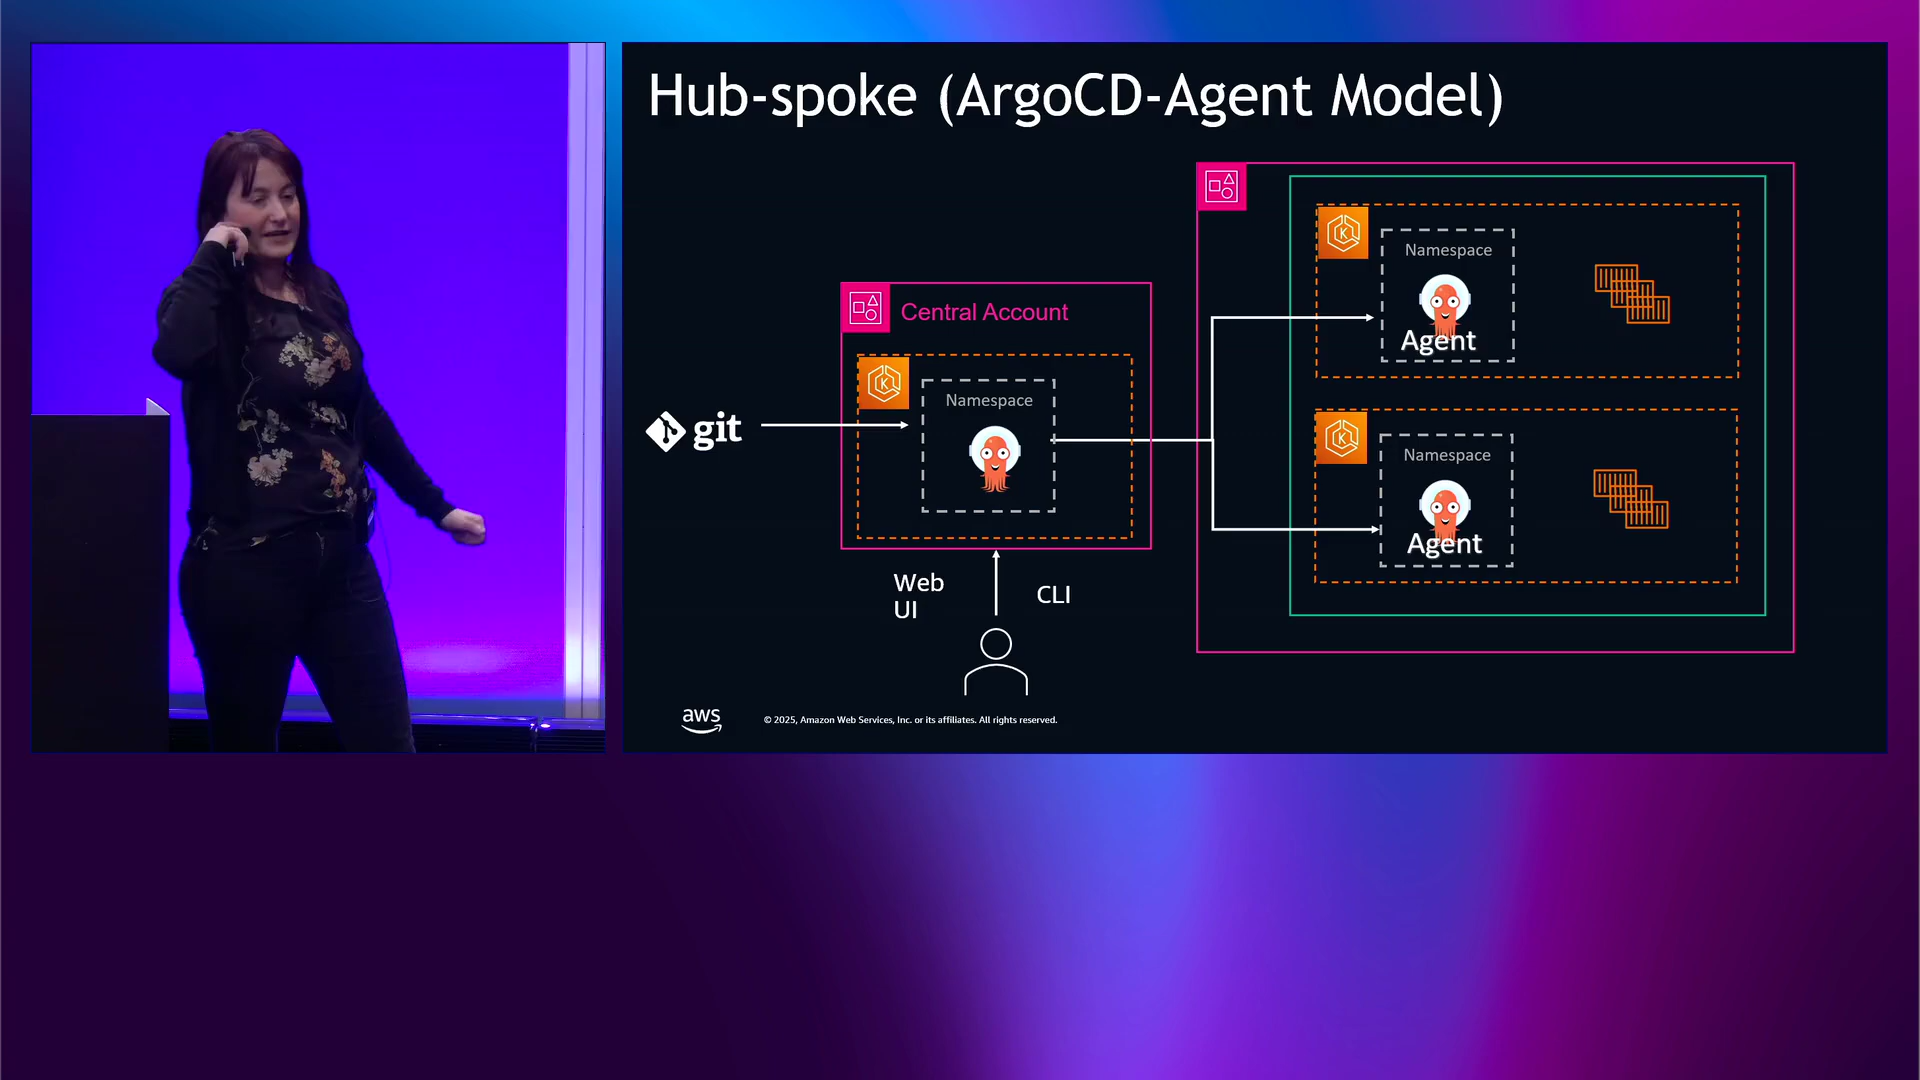 Hub-spoke (ArgoCD-Agent Model)
Central Account
Namespace
git
Web
UI
CLI
Namespace
Agent
Namespace
Agent
aws
© 2025, Amazon Web Services, Inc. or its affiliates. All rights reserved.